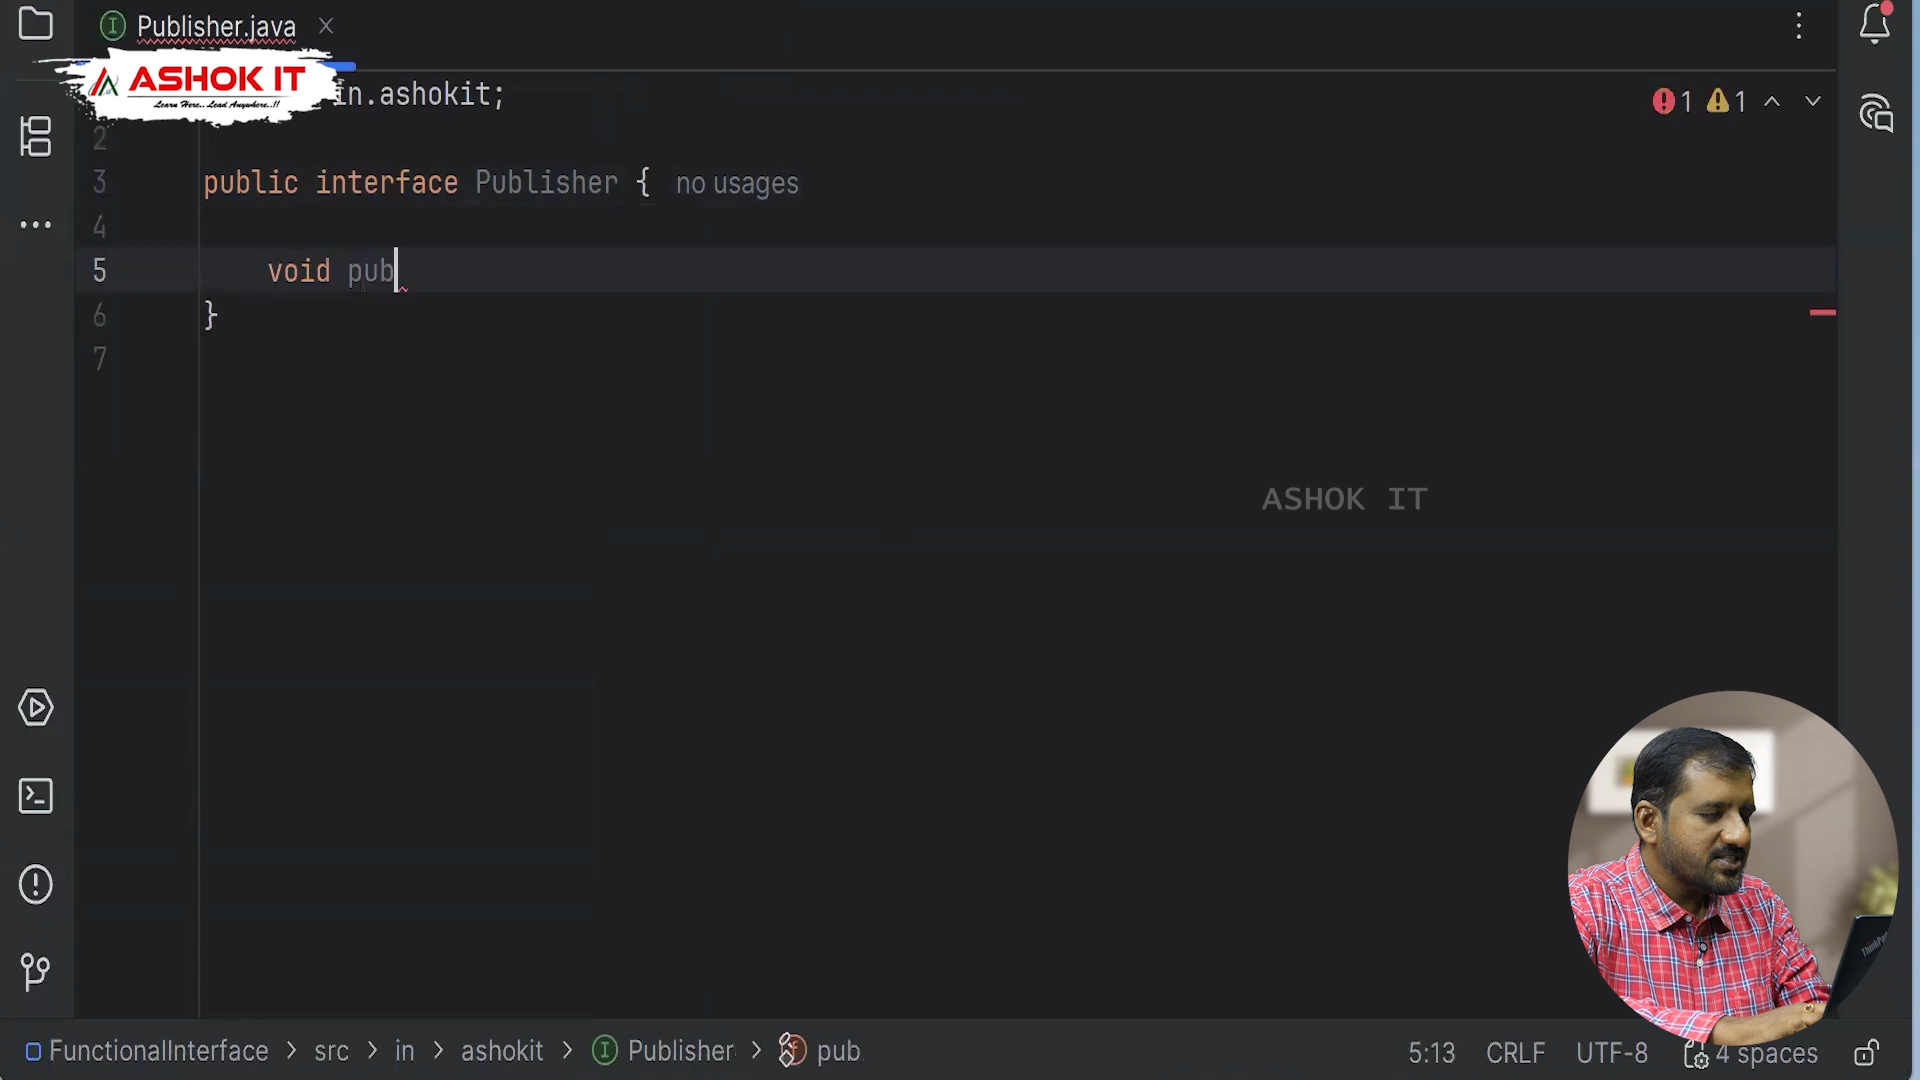 Publisher.java
ASHOK IT
Learn Here.. Lead Anywhere..!!
in.ashokit;
1 1
2
3 public interface Publisher { no usages
4
5 void pub
6 }
7
ASHOK IT
ThinkPad
FunctionalInterface > src > in > ashokit > Publisher > pub
5:13 CRLF UTF-8 4 spaces